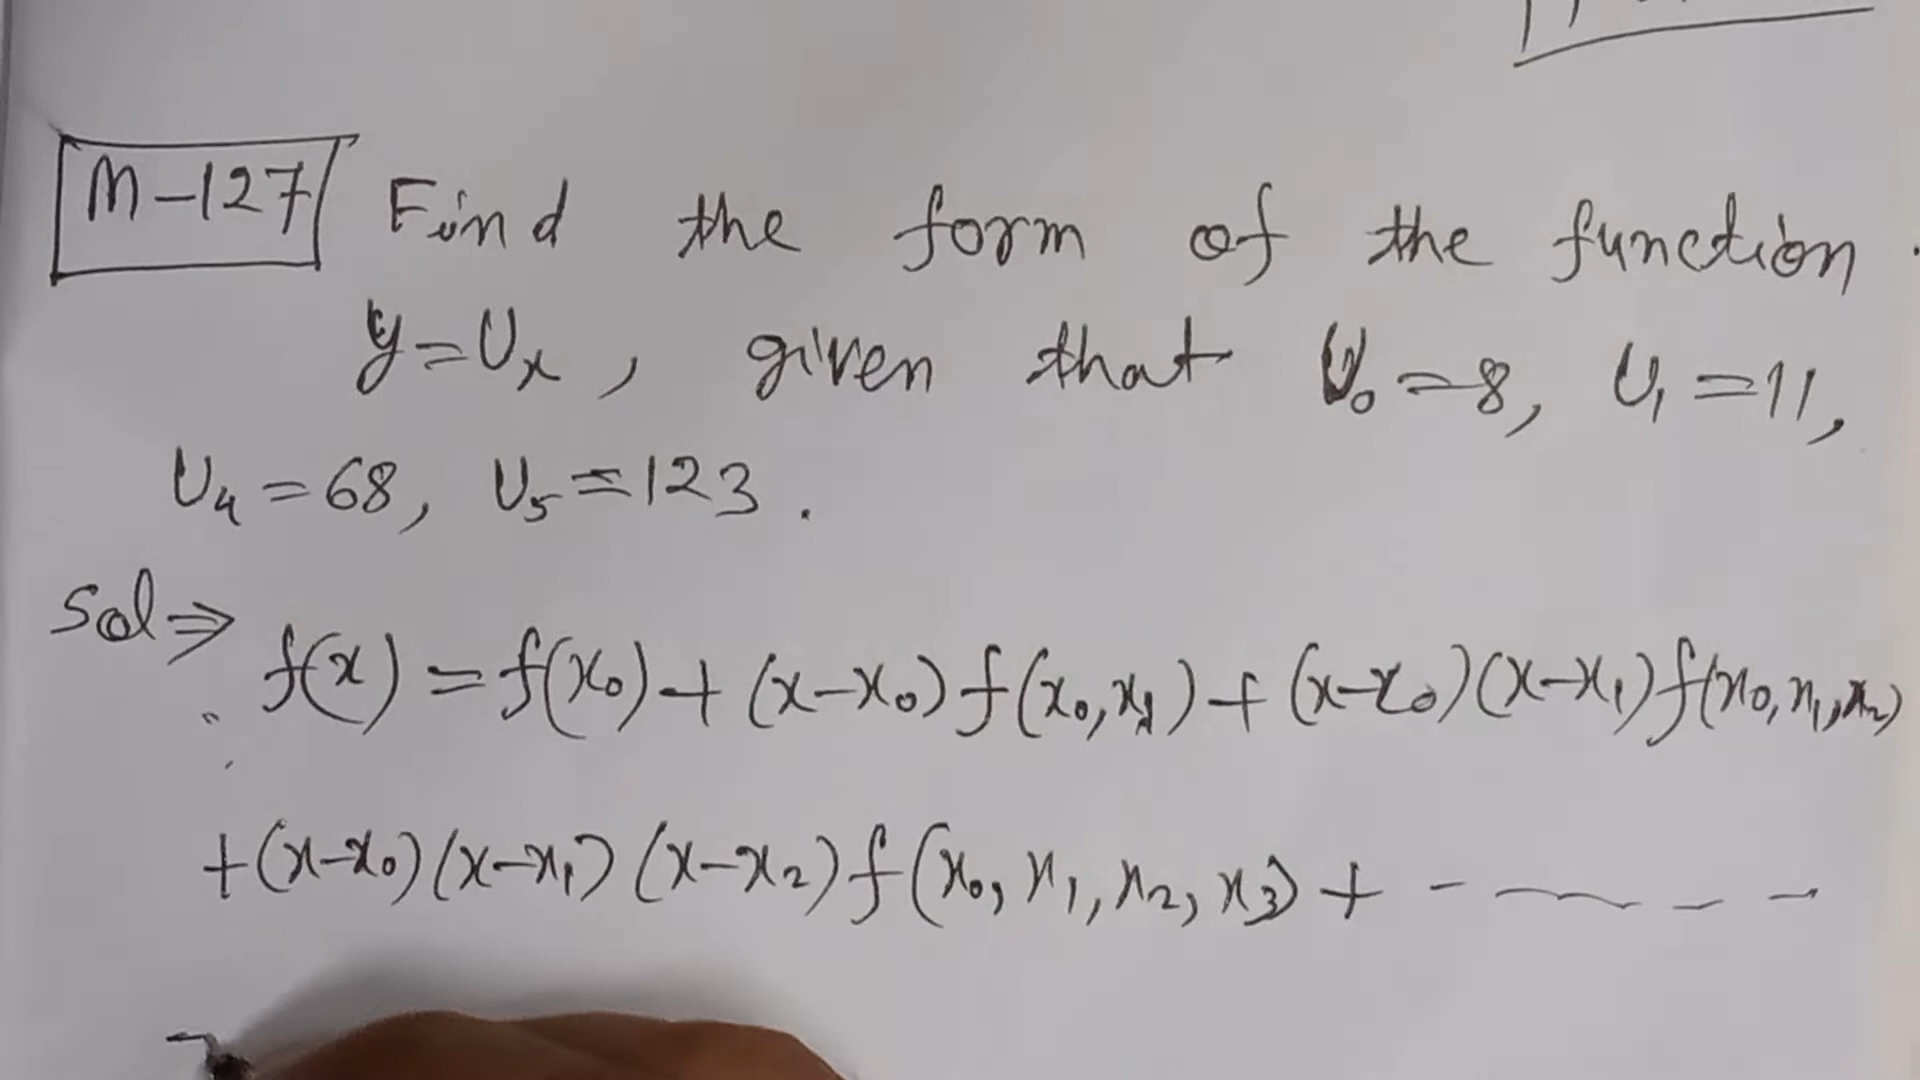 M-127 Find the form of the function
y=Uₓ, given that U₀=8, U₁=11,
U₄=68, U₅=123.
Sol⇒
f(x)=f(x₀)+(x-x₀)f(x₀,x₁)+(x-x₀)(x-x₁)f(x₀,x₁,x₂)
+(x-x₀)(x-x₁)(x-x₂)f(x₀,x₁,x₂,x₃)+-----